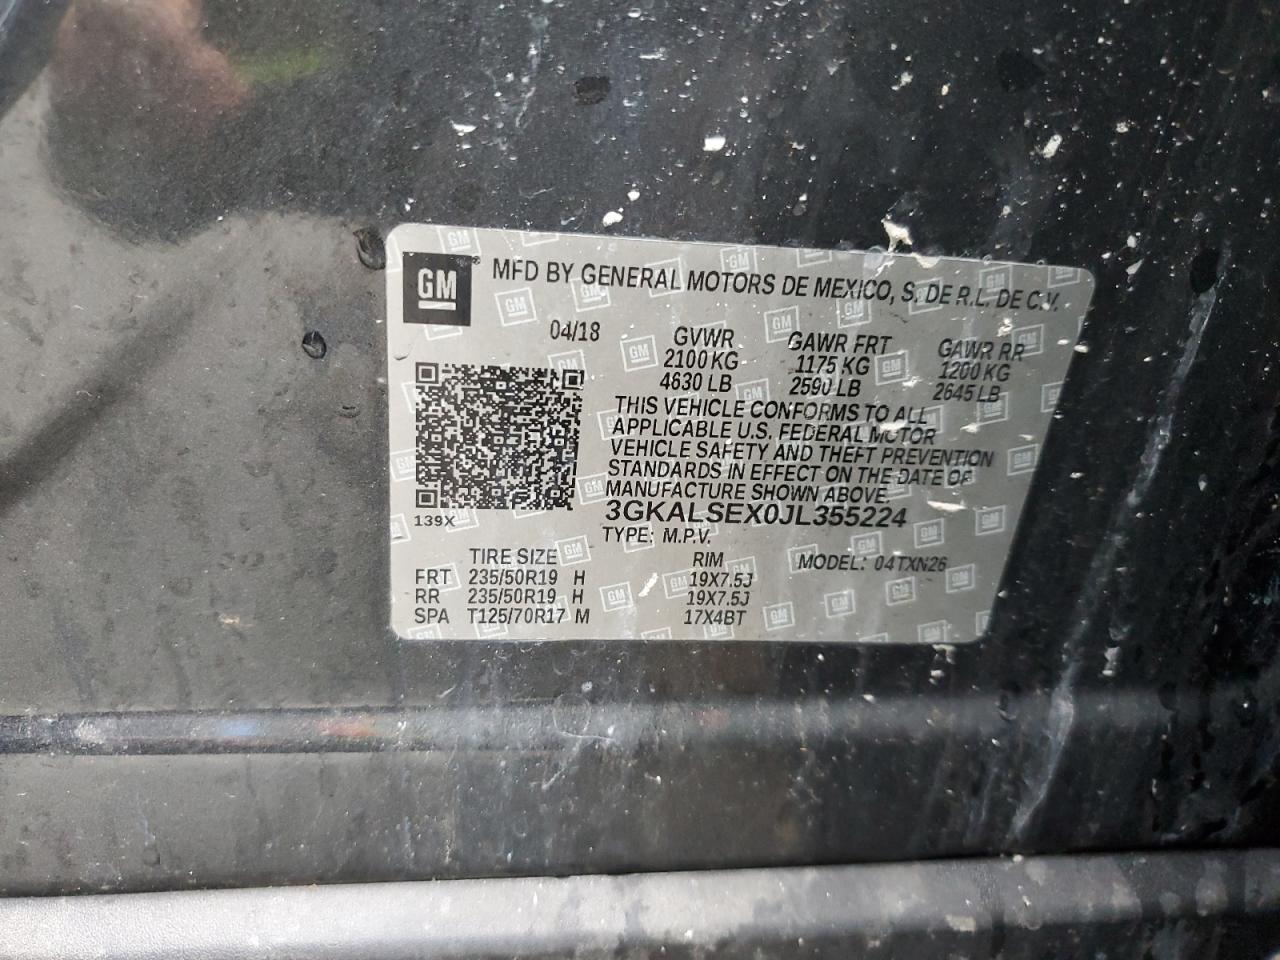 GM
MFD BY GENERAL MOTORS DE MEXICO, S. DE R.L. DE C.V.
04/18 GVWR GAWR FRT GAWR RR
2100 KG 1175 KG 1200 KG
4630 LB 2590 LB 2645 LB
THIS VEHICLE CONFORMS TO ALL
APPLICABLE U.S. FEDERAL MOTOR
VEHICLE SAFETY AND THEFT PREVENTION
STANDARDS IN EFFECT ON THE DATE OF
MANUFACTURE SHOWN ABOVE.
3GKALSEX0JL355224
139X
TYPE: M.P.V.
TIRE SIZE RIM MODEL: 04TXN26
FRT 235/50R19 H 19X7.5J
RR 235/50R19 H 19X7.5J
SPA T125/70R17 M 17X4BT